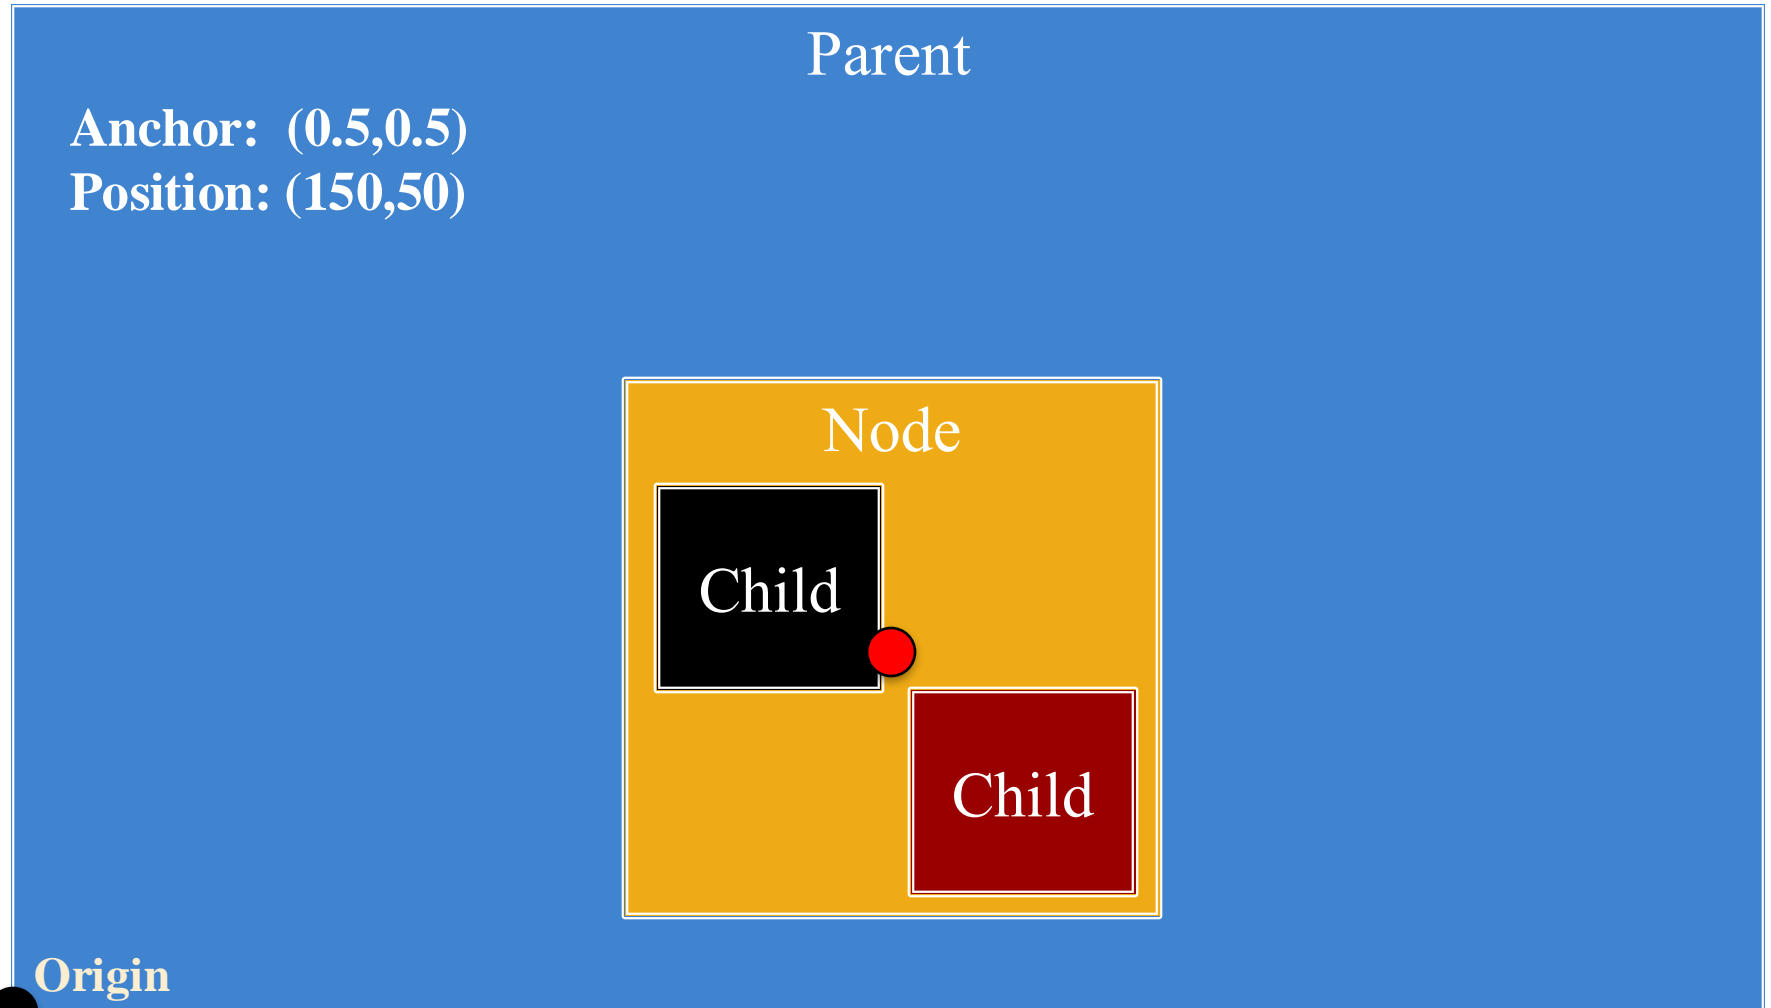 Parent
Anchor: (0.5,0.5)
Position: (150,50)
Node
Child
Child
Origin